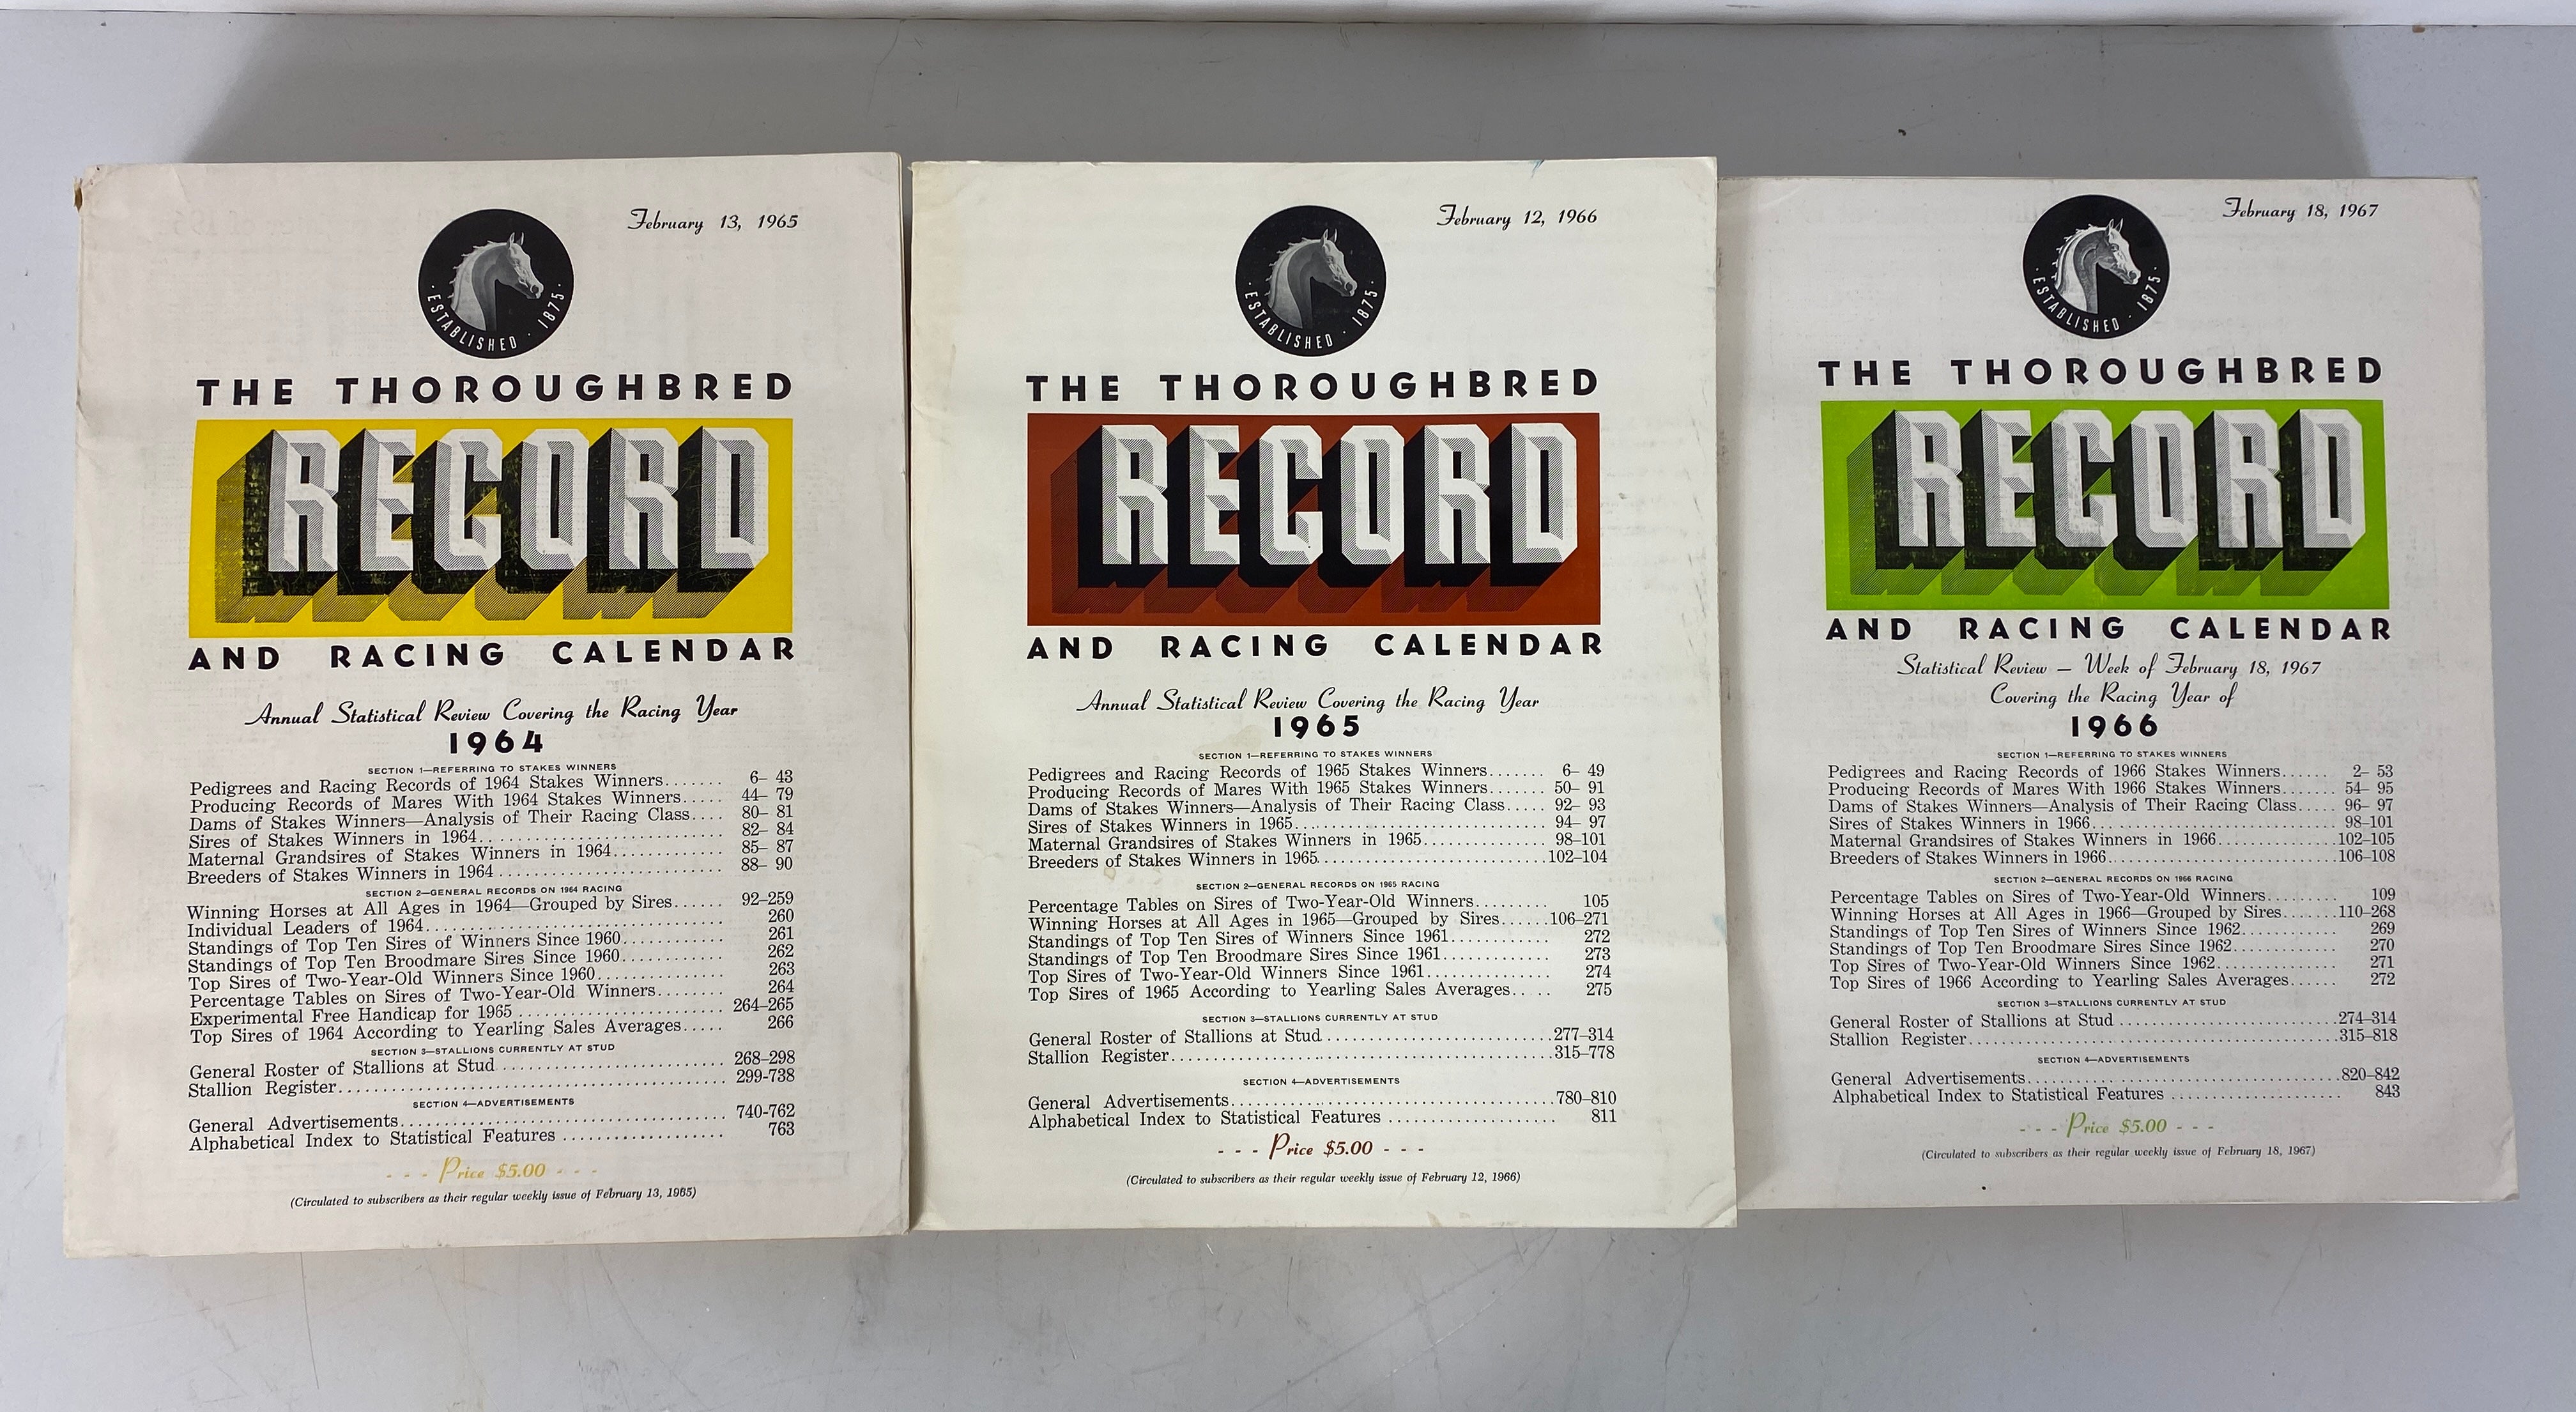 February 13, 1965
· ESTABLISHED · 1875 ·
THE THOROUGHBRED
RECORD
AND RACING CALENDAR
Annual Statistical Review Covering the Racing Year
1964
SECTION 1—REFERRING TO STAKES WINNERS
Pedigrees and Racing Records of 1964 Stakes Winners....... 6– 43
Producing Records of Mares With 1964 Stakes Winners..... 44– 79
Dams of Stakes Winners—Analysis of Their Racing Class.... 80– 81
Sires of Stakes Winners in 1964.................................. 82– 84
Maternal Grandsires of Stakes Winners in 1964............. 85– 87
Breeders of Stakes Winners in 1964............................ 88– 90
SECTION 2—GENERAL RECORDS ON 1964 RACING
Winning Horses at All Ages in 1964—Grouped by Sires...... 92–259
Individual Leaders of 1964..................................... 260
Standings of Top Ten Sires of Winners Since 1960............ 261
Standings of Top Ten Broodmare Sires Since 1960............ 262
Top Sires of Two-Year-Old Winners Since 1960............... 263
Percentage Tables on Sires of Two-Year-Old Winners........ 264
Experimental Free Handicap for 1965......................... 264–265
Top Sires of 1964 According to Yearling Sales Averages..... 266
SECTION 3—STALLIONS CURRENTLY AT STUD
General Roster of Stallions at Stud............................ 268–298
Stallion Register................................................ 299-738
SECTION 4—ADVERTISEMENTS
General Advertisements......................................... 740-762
Alphabetical Index to Statistical Features .................... 763
- - - Price $5.00 - - -
(Circulated to subscribers as their regular weekly issue of February 13, 1965)
February 12, 1966
· ESTABLISHED · 1875 ·
THE THOROUGHBRED
RECORD
AND RACING CALENDAR
Annual Statistical Review Covering the Racing Year
1965
SECTION 1—REFERRING TO STAKES WINNERS
Pedigrees and Racing Records of 1965 Stakes Winners....... 6– 49
Producing Records of Mares With 1965 Stakes Winners..... 50– 91
Dams of Stakes Winners—Analysis of Their Racing Class..... 92– 93
Sires of Stakes Winners in 1965.................................. 94– 97
Maternal Grandsires of Stakes Winners in 1965............... 98–101
Breeders of Stakes Winners in 1965............................102–104
SECTION 2—GENERAL RECORDS ON 1965 RACING
Percentage Tables on Sires of Two-Year-Old Winners......... 105
Winning Horses at All Ages in 1965—Grouped by Sires......106–271
Standings of Top Ten Sires of Winners Since 1961............ 272
Standings of Top Ten Broodmare Sires Since 1961............. 273
Top Sires of Two-Year-Old Winners Since 1961................ 274
Top Sires of 1965 According to Yearling Sales Averages..... 275
SECTION 3—STALLIONS CURRENTLY AT STUD
General Roster of Stallions at Stud............................277–314
Stallion Register................................................315–778
SECTION 4—ADVERTISEMENTS
General Advertisements.........................................780–810
Alphabetical Index to Statistical Features ..................... 811
- - - Price $5.00 - - -
(Circulated to subscribers as their regular weekly issue of February 12, 1966)
February 18, 1967
· ESTABLISHED · 1875 ·
THE THOROUGHBRED
RECORD
AND RACING CALENDAR
Statistical Review — Week of February 18, 1967
Covering the Racing Year of
1966
SECTION 1—REFERRING TO STAKES WINNERS
Pedigrees and Racing Records of 1966 Stakes Winners...... 2– 53
Producing Records of Mares With 1966 Stakes Winners..... 54– 95
Dams of Stakes Winners—Analysis of Their Racing Class..... 96– 97
Sires of Stakes Winners in 1966.................................. 98–101
Maternal Grandsires of Stakes Winners in 1966...............102–105
Breeders of Stakes Winners in 1966............................106–108
SECTION 2—GENERAL RECORDS ON 1966 RACING
Percentage Tables on Sires of Two-Year-Old Winners......... 109
Winning Horses at All Ages in 1966—Grouped by Sires.......110–268
Standings of Top Ten Sires of Winners Since 1962............ 269
Standings of Top Ten Broodmare Sires Since 1962............. 270
Top Sires of Two-Year-Old Winners Since 1962............... 271
Top Sires of 1966 According to Yearling Sales Averages...... 272
SECTION 3—STALLIONS CURRENTLY AT STUD
General Roster of Stallions at Stud ............................274–314
Stallion Register................................................315–818
SECTION 4—ADVERTISEMENTS
General Advertisements.........................................820–842
Alphabetical Index to Statistical Features ..................... 843
- - - Price $5.00 - - -
(Circulated to subscribers as their regular weekly issue of February 18, 1967)